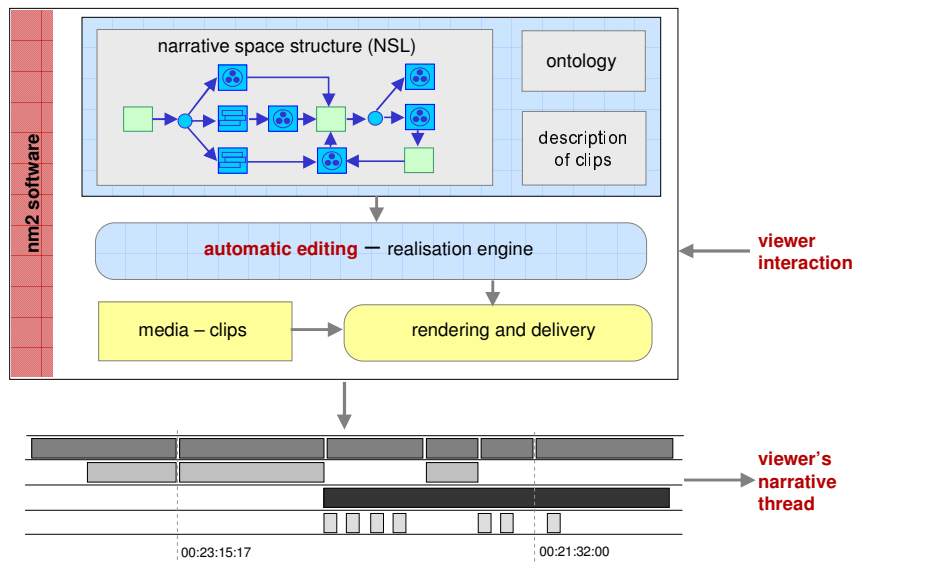 narrative space structure (NSL)
ontology
description
of clips
nm2 software
automatic editing – realisation engine
viewer
interaction
media – clips
rendering and delivery
viewer's
narrative
thread
00:23:15:17
00:21:32:00